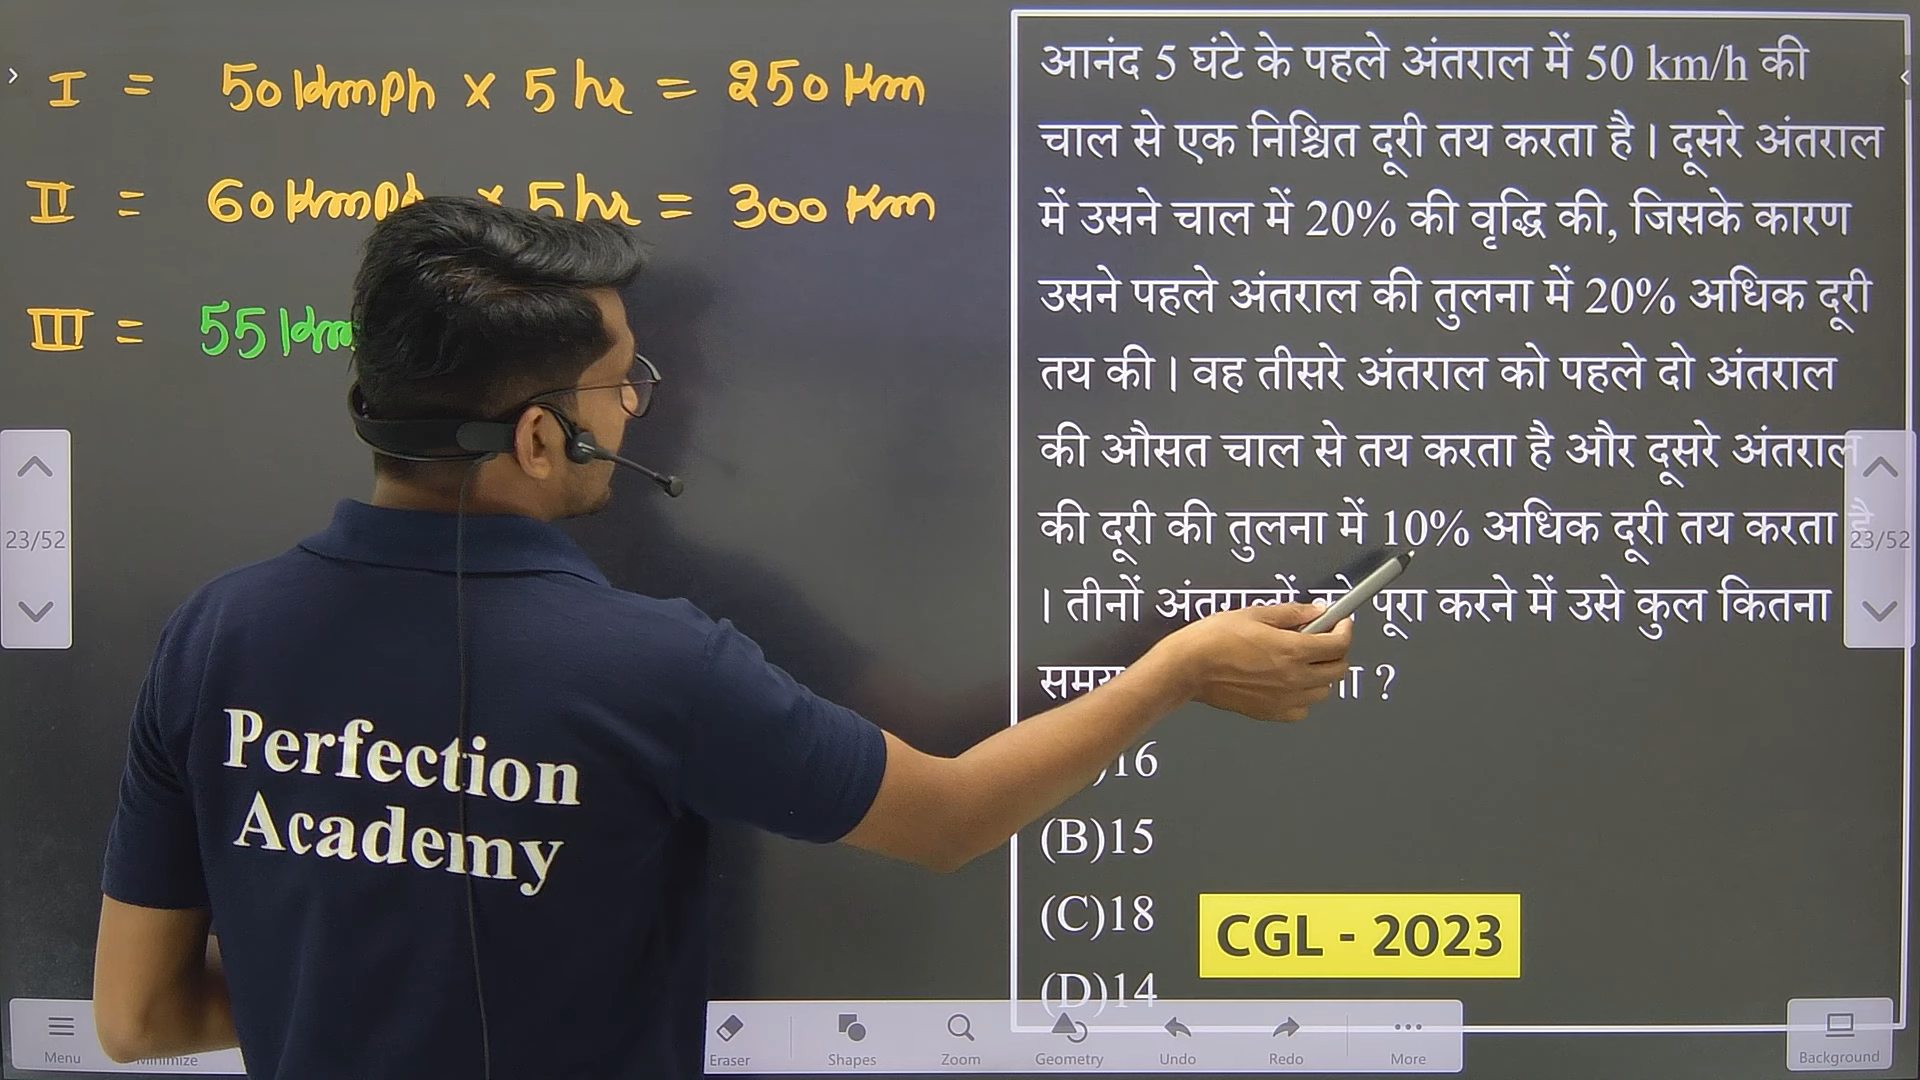 I = 50 kmph x 5 hr = 250 Km
II = 60 Kmph x 5 hr = 300 Km
III = 55 km
आनंद 5 घंटे के पहले अंतराल में 50 km/h की
चाल से एक निश्चित दूरी तय करता है । दूसरे अंतराल
में उसने चाल में 20% की वृद्धि की, जिसके कारण
उसने पहले अंतराल की तुलना में 20% अधिक दूरी
तय की । वह तीसरे अंतराल को पहले दो अंतराल
की औसत चाल से तय करता है और दूसरे अंतराल
की दूरी की तुलना में 10% अधिक दूरी तय करता है
। तीनों अंतरालों को पूरा करने में उसे कुल कितना
?
)16
(B)15
(C)18
(D)14
CGL - 2023
Perfection
Academy
23/52
23/52
Menu
Minimize
Eraser
Shapes
Zoom
Geometry
Undo
Redo
More
Background